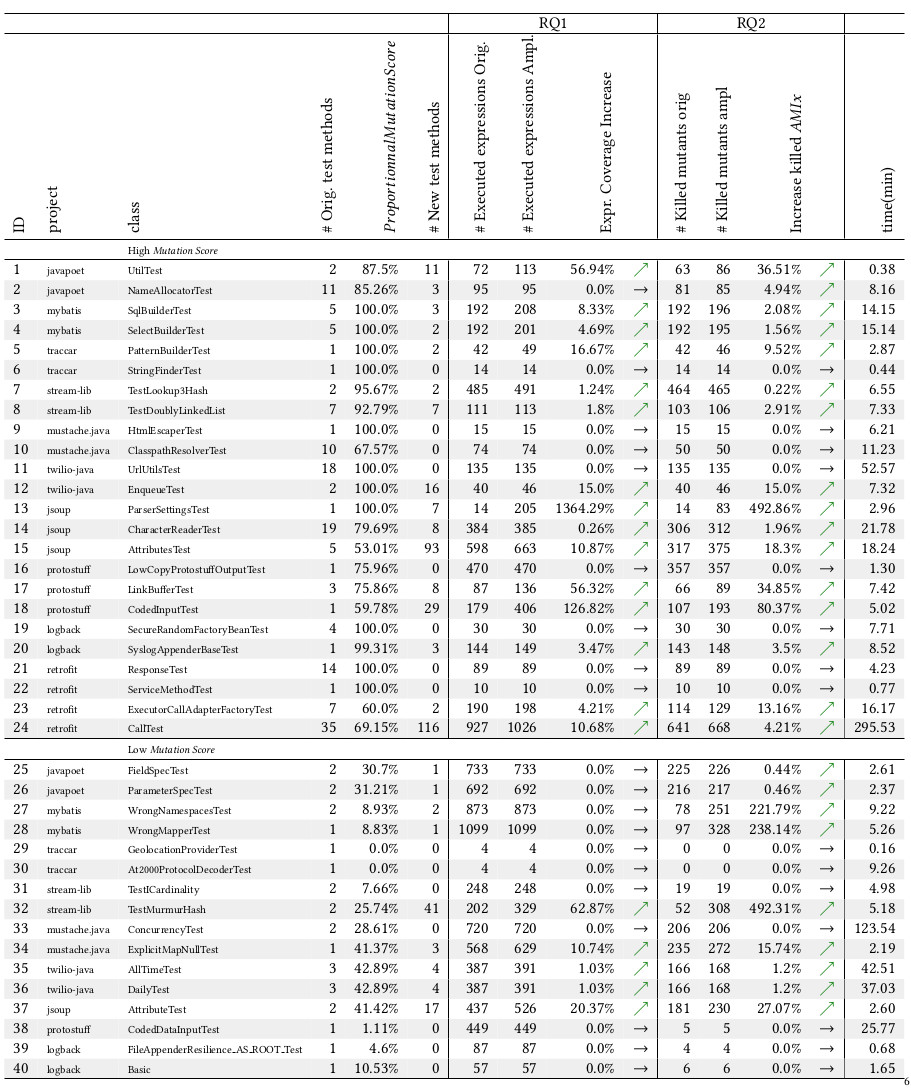 RQ1 RQ2
ID project class # Orig. test methods ProportionnalMutationScore # New test methods # Executed expressions Orig. # Executed expressions Ampl. Expr. Coverage Increase # Killed mutants orig # Killed mutants ampl Increase killed AMIx time(min)
High Mutation Score
1 javapoet UtilTest 2 87.5% 11 72 113 56.94% ↗ 63 86 36.51% ↗ 0.38
2 javapoet NameAllocatorTest 11 85.26% 3 95 95 0.0% → 81 85 4.94% ↗ 8.16
3 mybatis SqlBuilderTest 5 100.0% 3 192 208 8.33% ↗ 192 196 2.08% ↗ 14.15
4 mybatis SelectBuilderTest 5 100.0% 2 192 201 4.69% ↗ 192 195 1.56% ↗ 15.14
5 traccar PatternBuilderTest 1 100.0% 2 42 49 16.67% ↗ 42 46 9.52% ↗ 2.87
6 traccar StringFinderTest 1 100.0% 0 14 14 0.0% → 14 14 0.0% → 0.44
7 stream-lib TestLookup3Hash 2 95.67% 2 485 491 1.24% ↗ 464 465 0.22% ↗ 6.55
8 stream-lib TestDoublyLinkedList 7 92.79% 7 111 113 1.8% ↗ 103 106 2.91% ↗ 7.33
9 mustache.java HtmlEscaperTest 1 100.0% 0 15 15 0.0% → 15 15 0.0% → 6.21
10 mustache.java ClasspathResolverTest 10 67.57% 0 74 74 0.0% → 50 50 0.0% → 11.23
11 twilio-java UrlUtilsTest 18 100.0% 0 135 135 0.0% → 135 135 0.0% → 52.57
12 twilio-java EnqueueTest 2 100.0% 16 40 46 15.0% ↗ 40 46 15.0% ↗ 7.32
13 jsoup ParserSettingsTest 1 100.0% 7 14 205 1364.29% ↗ 14 83 492.86% ↗ 2.96
14 jsoup CharacterReaderTest 19 79.69% 8 384 385 0.26% ↗ 306 312 1.96% ↗ 21.78
15 jsoup AttributesTest 5 53.01% 93 598 663 10.87% ↗ 317 375 18.3% ↗ 18.24
16 protostuff LowCopyProtostuffOutputTest 1 75.96% 0 470 470 0.0% → 357 357 0.0% → 1.30
17 protostuff LinkBufferTest 3 75.86% 8 87 136 56.32% ↗ 66 89 34.85% ↗ 7.42
18 protostuff CodedInputTest 1 59.78% 29 179 406 126.82% ↗ 107 193 80.37% ↗ 5.02
19 logback SecureRandomFactoryBeanTest 4 100.0% 0 30 30 0.0% → 30 30 0.0% → 7.71
20 logback SyslogAppenderBaseTest 1 99.31% 3 144 149 3.47% ↗ 143 148 3.5% ↗ 8.52
21 retrofit ResponseTest 14 100.0% 0 89 89 0.0% → 89 89 0.0% → 4.23
22 retrofit ServiceMethodTest 1 100.0% 0 10 10 0.0% → 10 10 0.0% → 0.77
23 retrofit ExecutorCallAdapterFactoryTest 7 60.0% 2 190 198 4.21% ↗ 114 129 13.16% ↗ 16.17
24 retrofit CallTest 35 69.15% 116 927 1026 10.68% ↗ 641 668 4.21% ↗ 295.53
Low Mutation Score
25 javapoet FieldSpecTest 2 30.7% 1 733 733 0.0% → 225 226 0.44% ↗ 2.61
26 javapoet ParameterSpecTest 2 31.21% 1 692 692 0.0% → 216 217 0.46% ↗ 2.37
27 mybatis WrongNamespacesTest 2 8.93% 2 873 873 0.0% → 78 251 221.79% ↗ 9.22
28 mybatis WrongMapperTest 1 8.83% 1 1099 1099 0.0% → 97 328 238.14% ↗ 5.26
29 traccar GeolocationProviderTest 1 0.0% 0 4 4 0.0% → 0 0 0.0% → 0.16
30 traccar At2000ProtocolDecoderTest 1 0.0% 0 4 4 0.0% → 0 0 0.0% → 9.26
31 stream-lib TestICardinality 2 7.66% 0 248 248 0.0% → 19 19 0.0% → 4.98
32 stream-lib TestMurmurHash 2 25.74% 41 202 329 62.87% ↗ 52 308 492.31% ↗ 5.18
33 mustache.java ConcurrencyTest 2 28.61% 0 720 720 0.0% → 206 206 0.0% → 123.54
34 mustache.java ExplicitMapNullTest 1 41.37% 3 568 629 10.74% ↗ 235 272 15.74% ↗ 2.19
35 twilio-java AllTimeTest 3 42.89% 4 387 391 1.03% ↗ 166 168 1.2% ↗ 42.51
36 twilio-java DailyTest 3 42.89% 4 387 391 1.03% ↗ 166 168 1.2% ↗ 37.03
37 jsoup AttributeTest 2 41.42% 17 437 526 20.37% ↗ 181 230 27.07% ↗ 2.60
38 protostuff CodedDataInputTest 1 1.11% 0 449 449 0.0% → 5 5 0.0% → 25.77
39 logback FileAppenderResilience_AS_ROOT_Test 1 4.6% 0 87 87 0.0% → 4 4 0.0% → 0.68
40 logback Basic 1 10.53% 0 57 57 0.0% → 6 6 0.0% → 1.65
6